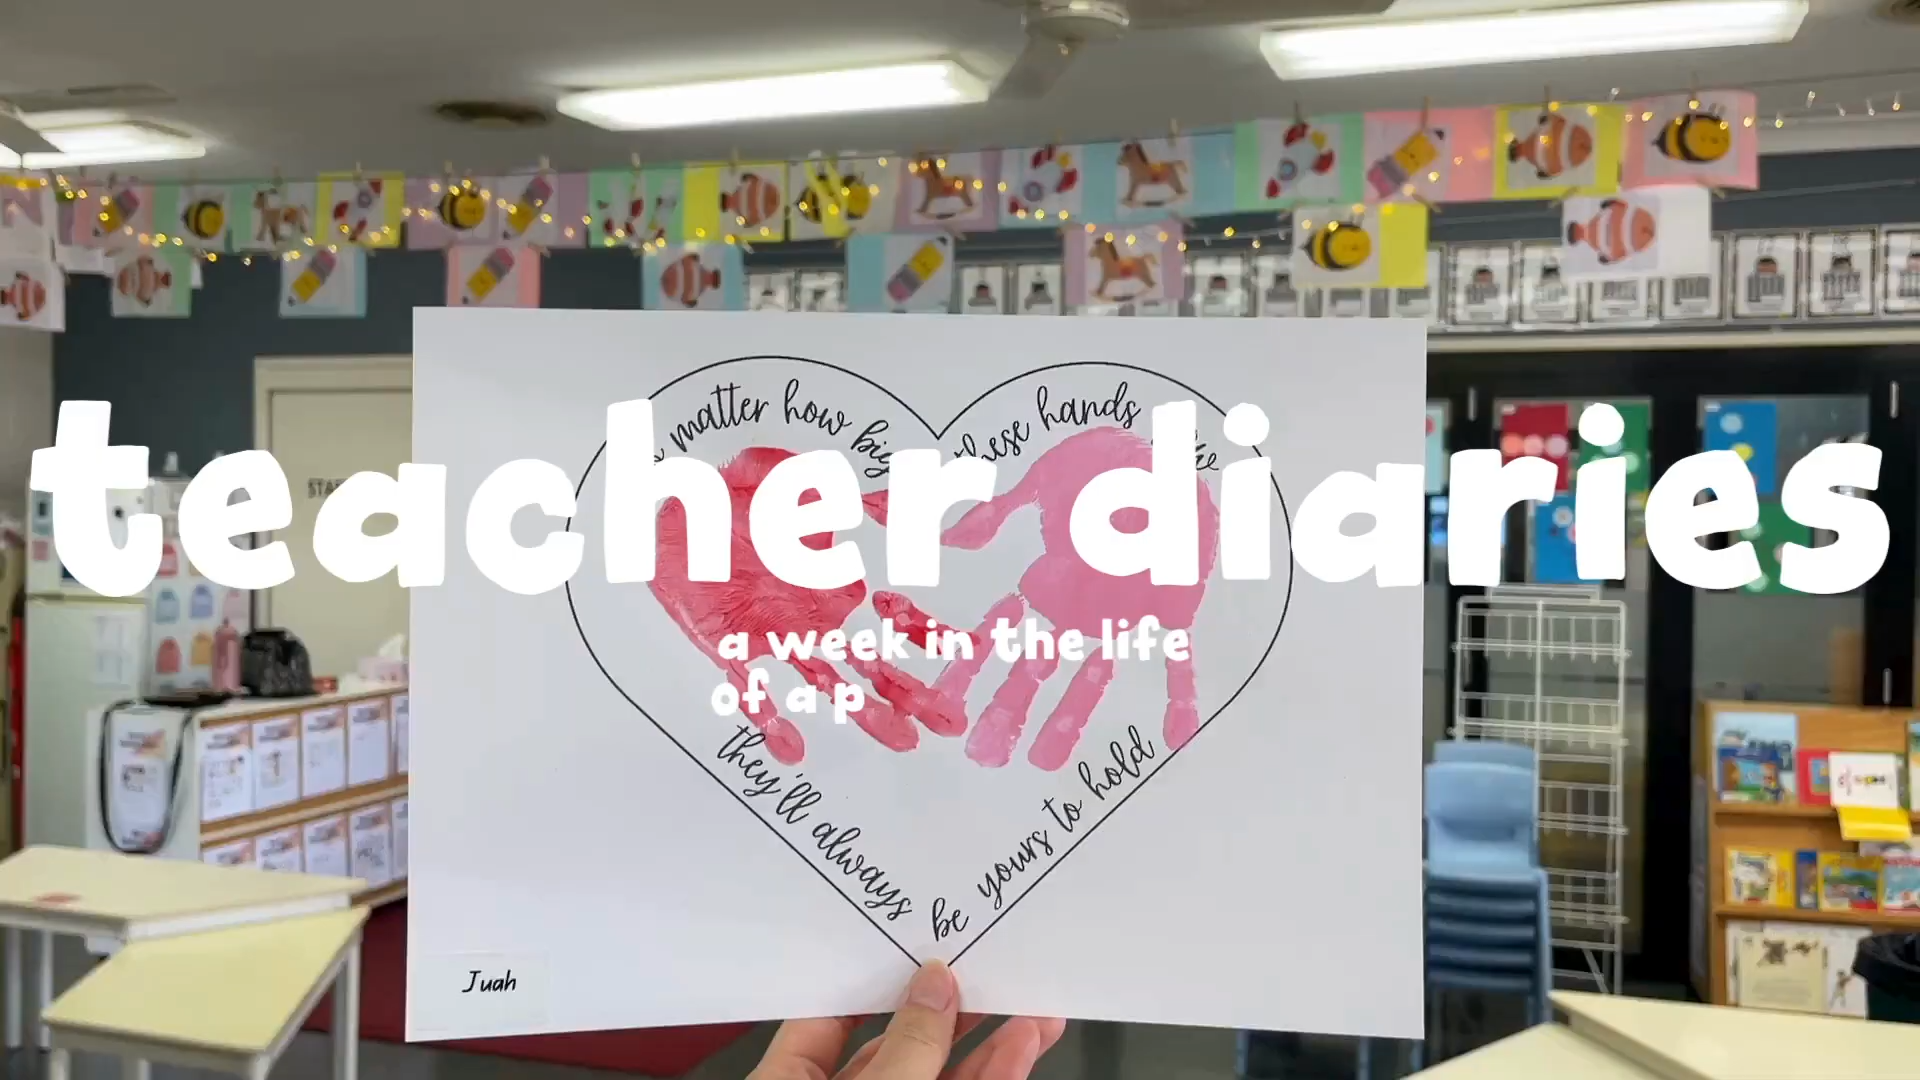 matter how big
these hands
teacher diaries
a week in the life
of a p
they'll always
be yours to hold
Juah